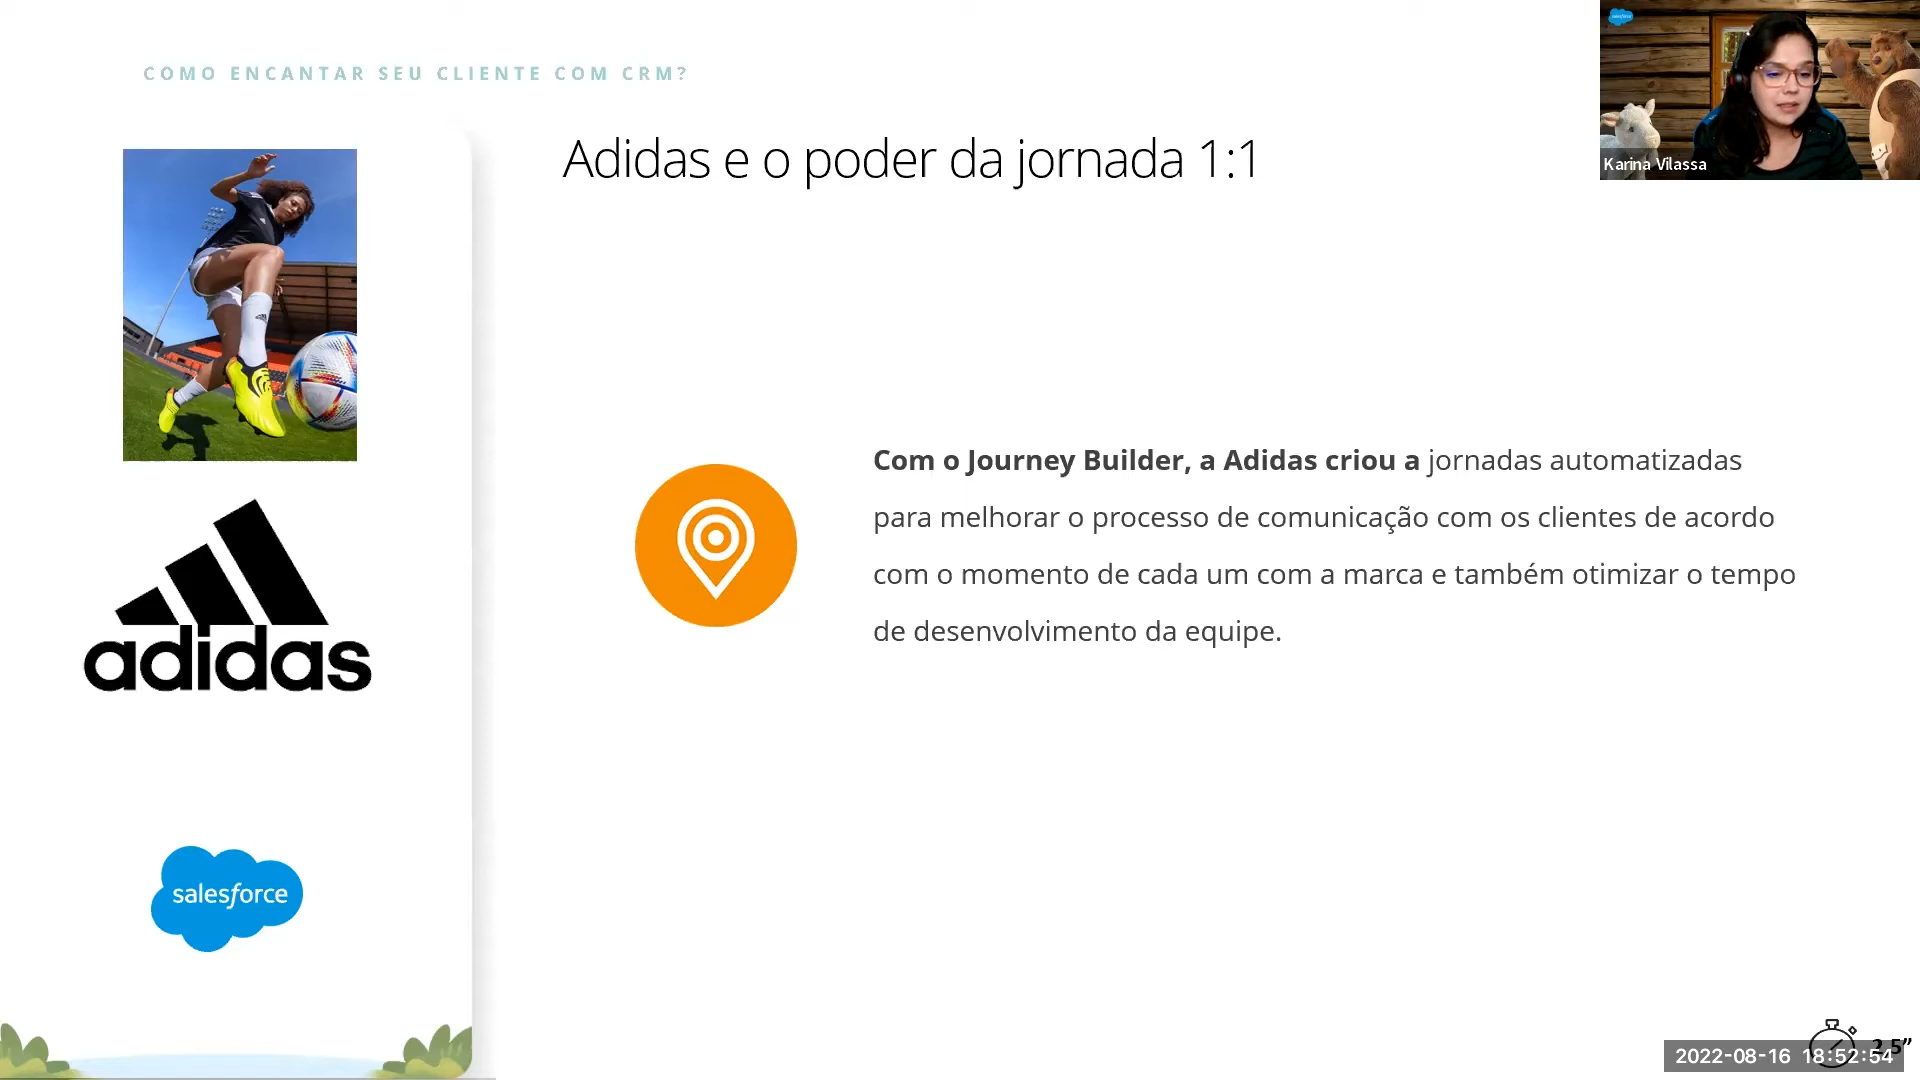 COMO ENCANTAR SEU CLIENTE COM CRM?
Adidas e o poder da jornada 1:1
Karina Vilassa
Com o Journey Builder, a Adidas criou a jornadas automatizadas
para melhorar o processo de comunicação com os clientes de acordo
com o momento de cada um com a marca e também otimizar o tempo
de desenvolvimento da equipe.
adidas
salesforce
2022-08-16 18:52:54